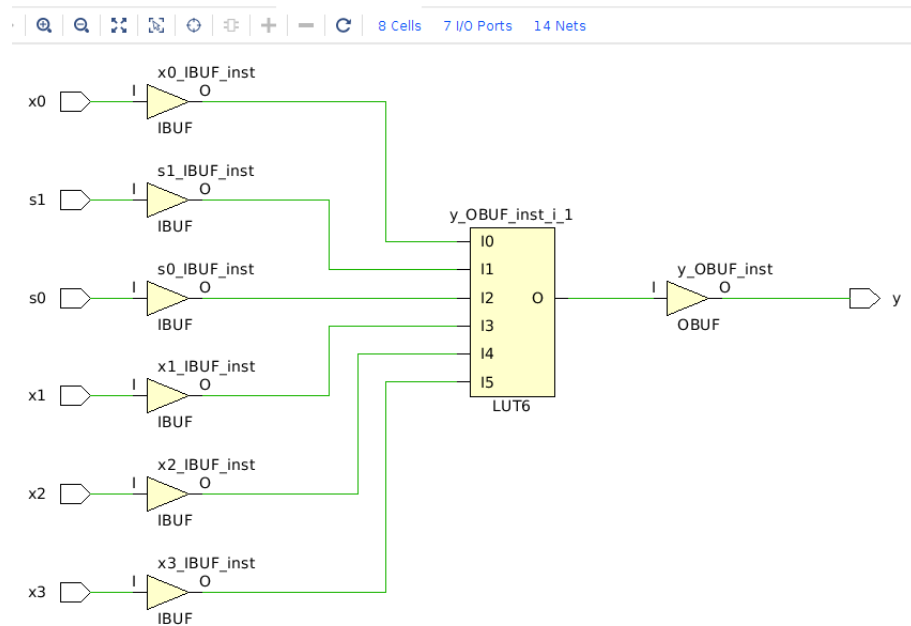 8 Cells 7 I/O Ports 14 Nets
x0_IBUF_inst
x0 I O
IBUF
s1_IBUF_inst
s1 I O
IBUF
y_OBUF_inst_i_1
I0
I1
s0_IBUF_inst
s0 I O
IBUF
I2 O
y_OBUF_inst
I O y
OBUF
I3
I4
I5
LUT6
x1_IBUF_inst
x1 I O
IBUF
x2_IBUF_inst
x2 I O
IBUF
x3_IBUF_inst
x3 I O
IBUF